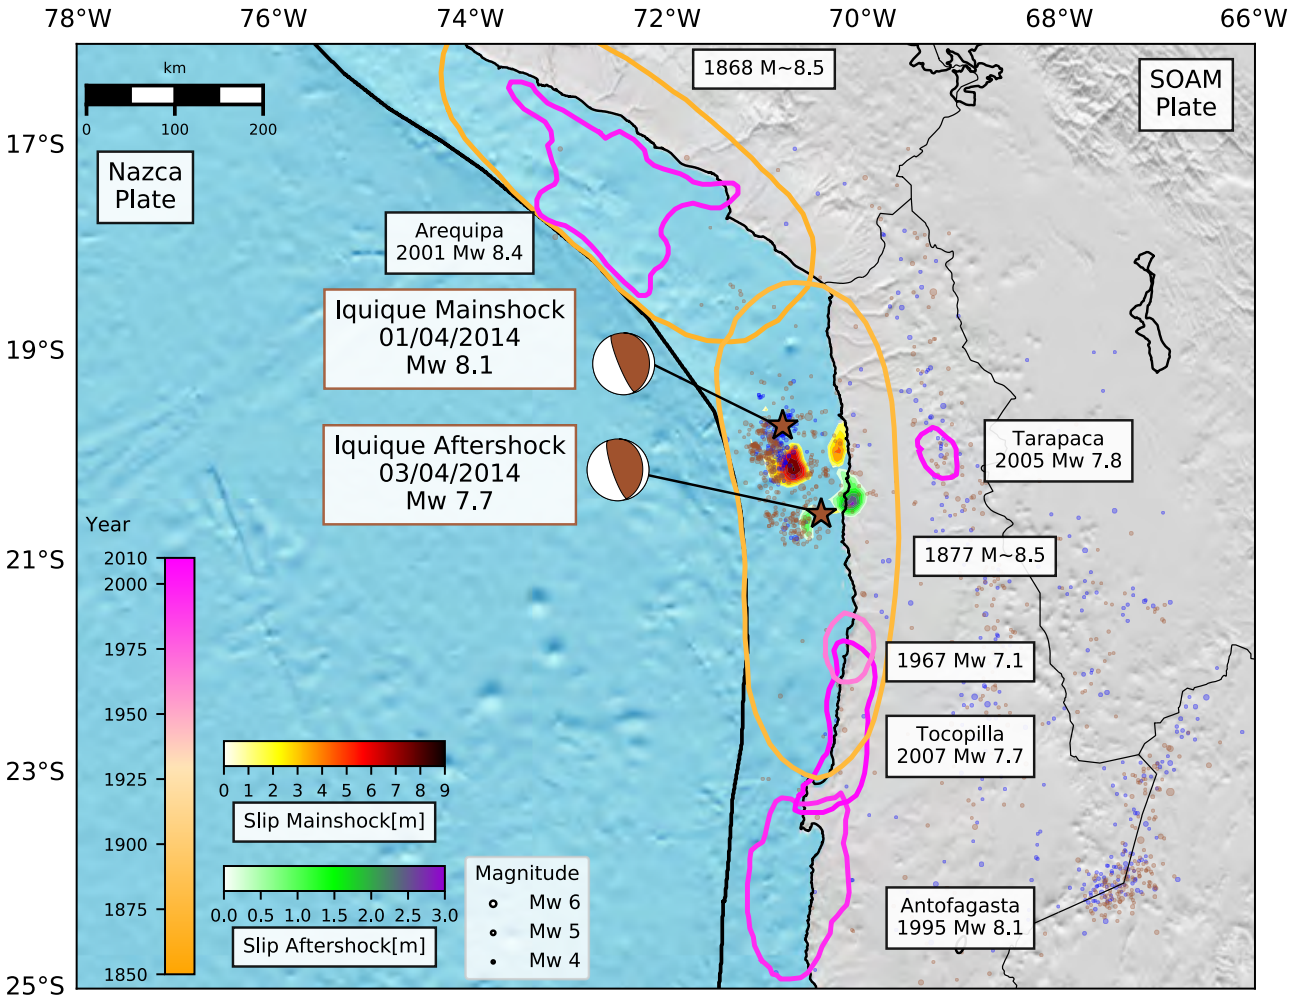 78°W 76°W 74°W 72°W 70°W 68°W 66°W
km
0 100 200
1868 M~8.5
SOAM
Plate
17°S
Nazca
Plate
Arequipa
2001 Mw 8.4
Iquique Mainshock
01/04/2014
Mw 8.1
19°S
Iquique Aftershock
03/04/2014
Mw 7.7
Tarapaca
2005 Mw 7.8
Year
21°S
1877 M~8.5
2010
2000
1975
1950
1925
1900
1875
1850
1967 Mw 7.1
Tocopilla
2007 Mw 7.7
23°S
0 1 2 3 4 5 6 7 8 9
Slip Mainshock[m]
0.0 0.5 1.0 1.5 2.0 2.5 3.0
Slip Aftershock[m]
Magnitude
Mw 6
Mw 5
Mw 4
Antofagasta
1995 Mw 8.1
25°S